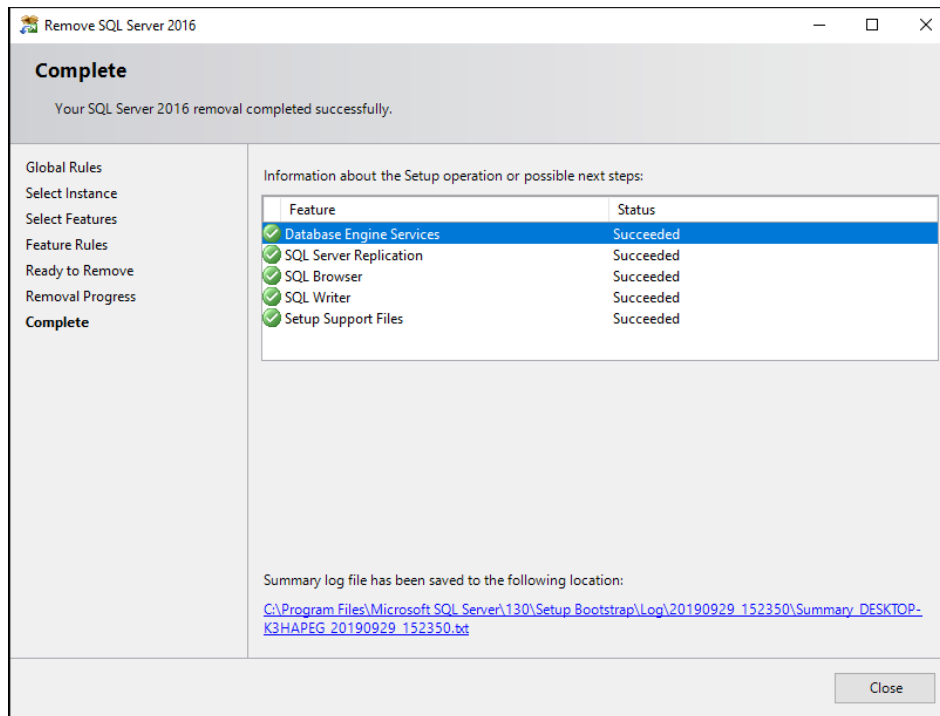 Remove SQL Server 2016
Complete
Your SQL Server 2016 removal completed successfully.
Global Rules
Select Instance
Select Features
Feature Rules
Ready to Remove
Removal Progress
Complete
Information about the Setup operation or possible next steps:
Feature Status
Database Engine Services Succeeded
SQL Server Replication Succeeded
SQL Browser Succeeded
SQL Writer Succeeded
Setup Support Files Succeeded
Summary log file has been saved to the following location:
C:\Program Files\Microsoft SQL Server\130\Setup Bootstrap\Log\20190929_152350\Summary_DESKTOP-
K3HAPEG_20190929_152350.txt
Close